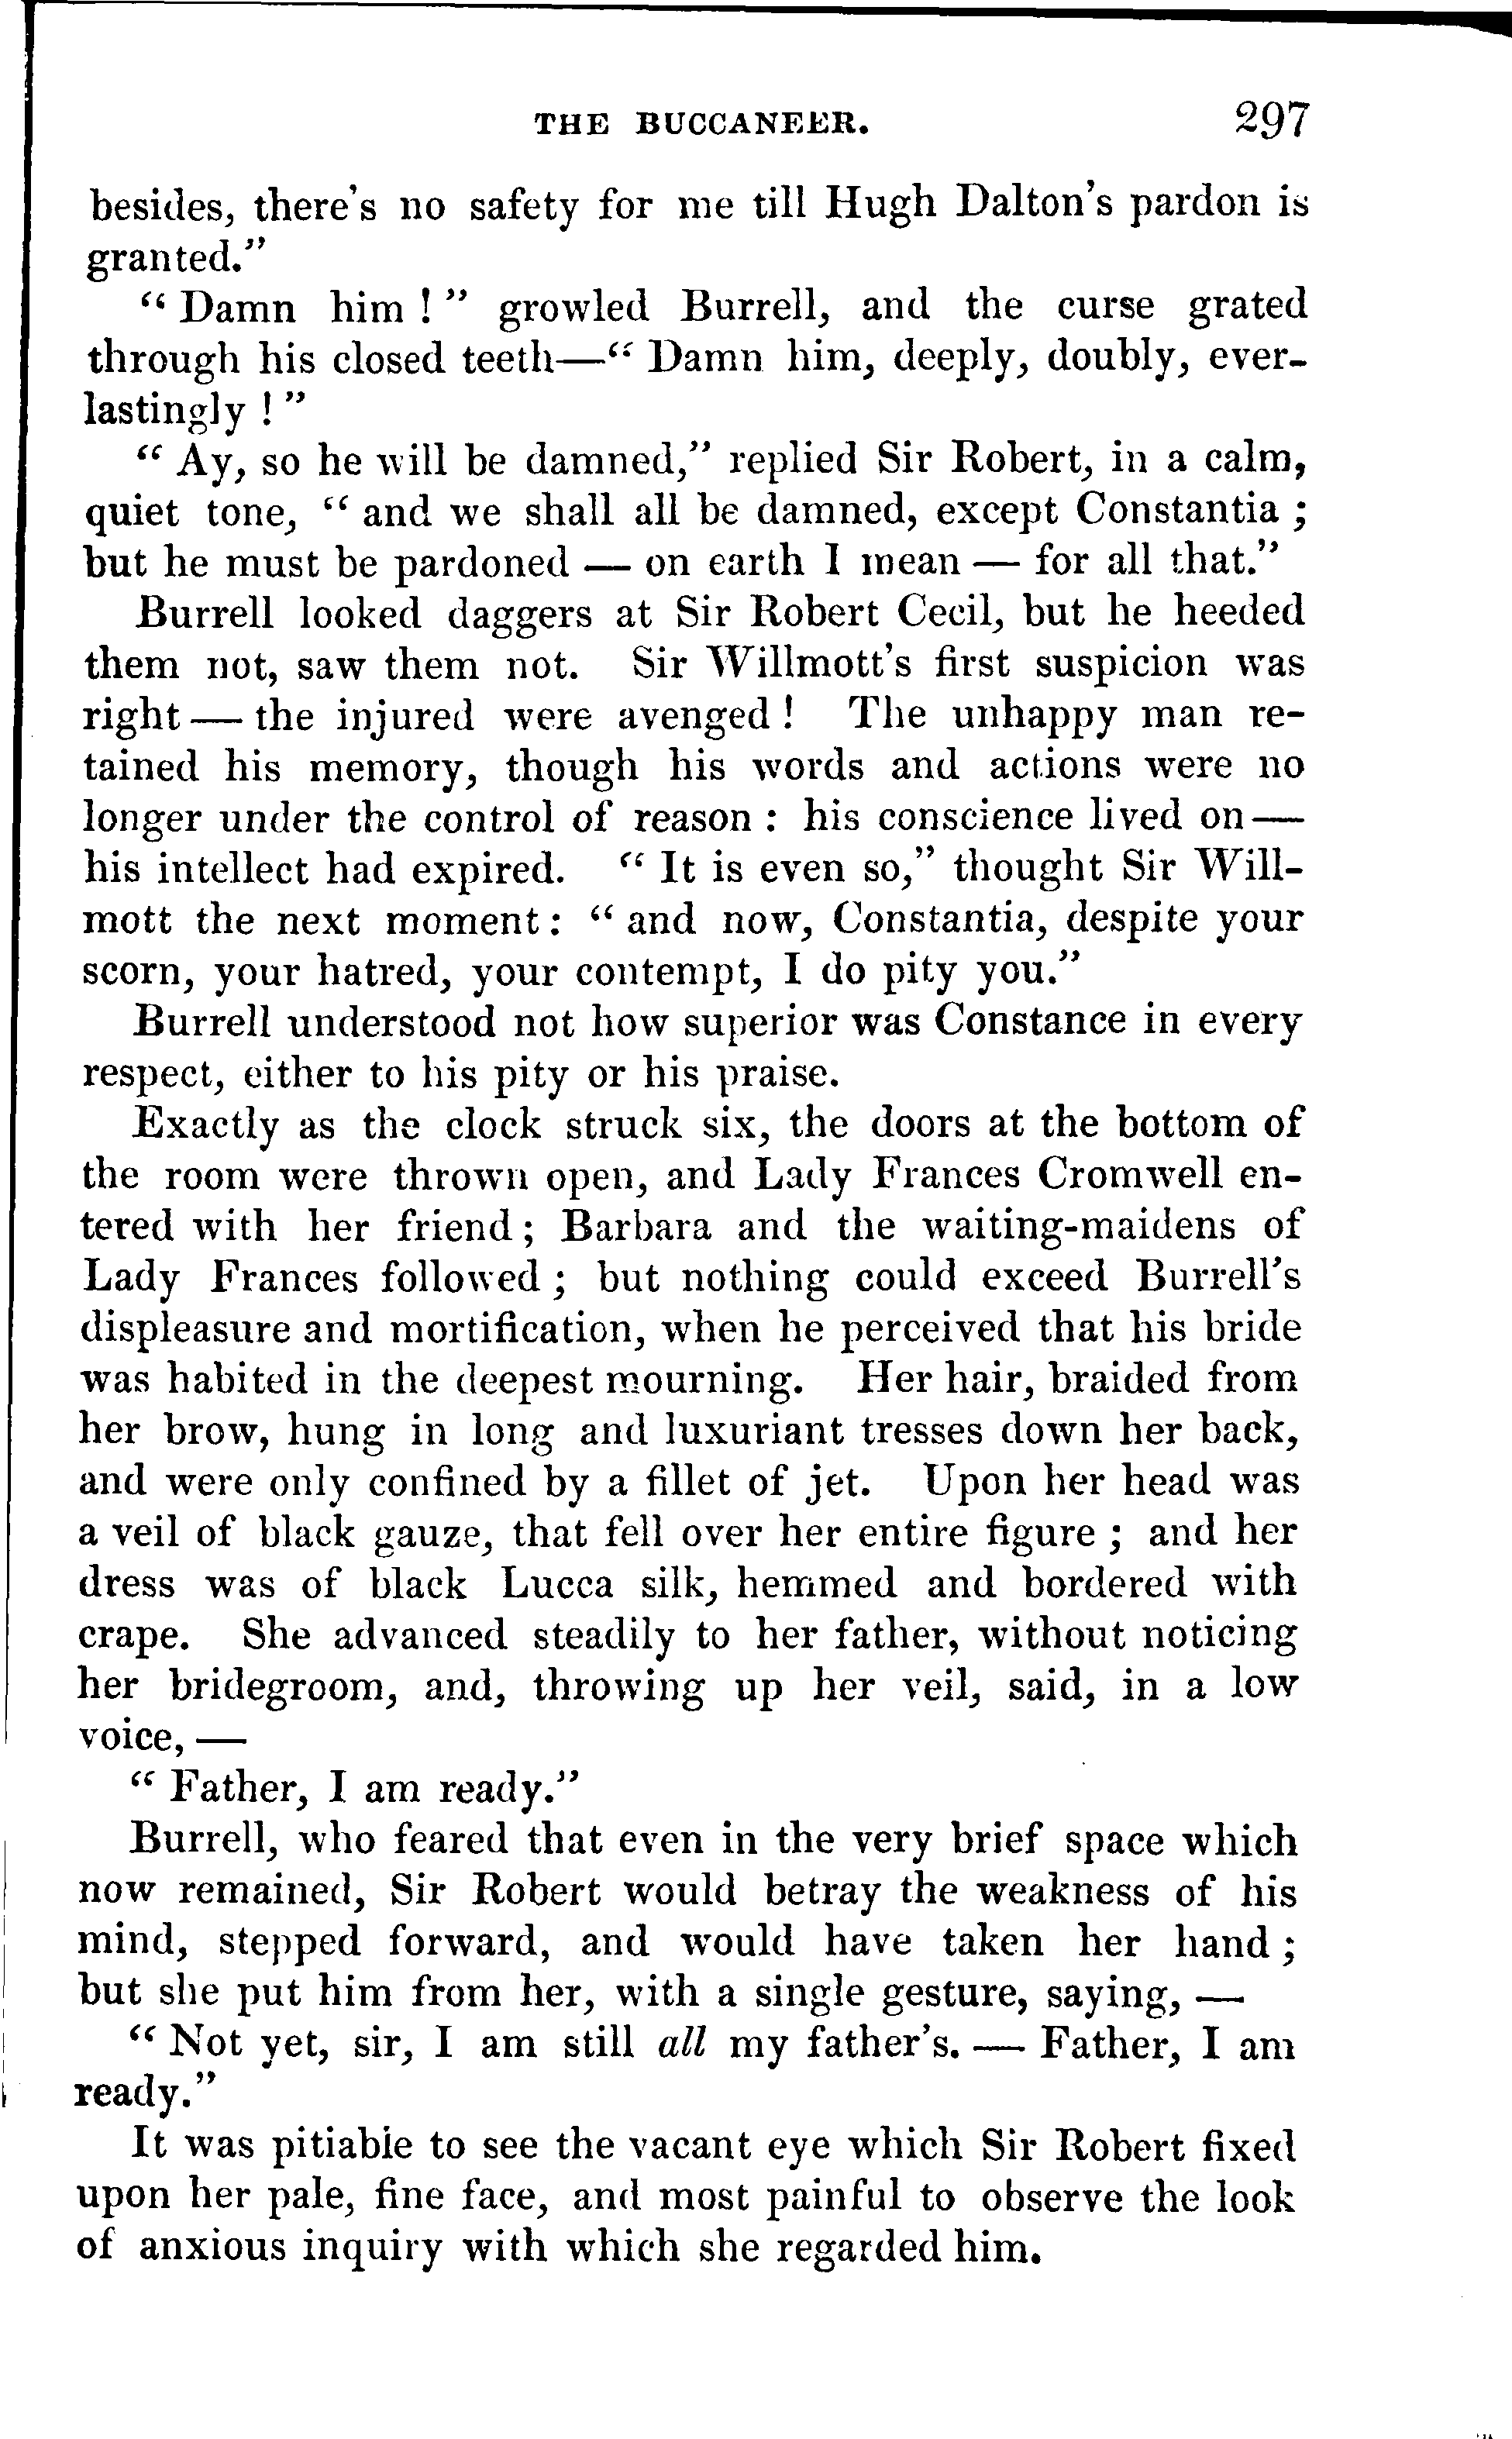 THE BUCCANEER. 297
besides, there's no safety for me till Hugh Dalton's pardon is
granted."
" Damn him ! " growled Burrell, and the curse grated
through his closed teeth—" Damn him, deeply, doubly, ever-
lastingly ! "
" Ay, so he will be damned," replied Sir Robert, in a calm,
quiet tone, " and we shall all be damned, except Constantia ;
but he must be pardoned — on earth I mean — for all that."
Burrell looked daggers at Sir Robert Cecil, but he heeded
them not, saw them not. Sir Willmott's first suspicion was
right — the injured were avenged ! The unhappy man re-
tained his memory, though his words and actions were no
longer under the control of reason : his conscience lived on —
his intellect had expired. " It is even so," thought Sir Will-
mott the next moment : " and now, Constantia, despite your
scorn, your hatred, your contempt, I do pity you."
Burrell understood not how superior was Constance in every
respect, either to his pity or his praise.
Exactly as the clock struck six, the doors at the bottom of
the room were thrown open, and Lady Frances Cromwell en-
tered with her friend ; Barbara and the waiting-maidens of
Lady Frances followed ; but nothing could exceed Burrell's
displeasure and mortification, when he perceived that his bride
was habited in the deepest mourning. Her hair, braided from
her brow, hung in long and luxuriant tresses down her back,
and were only confined by a fillet of jet. Upon her head was
a veil of black gauze, that fell over her entire figure ; and her
dress was of black Lucca silk, hemmed and bordered with
crape. She advanced steadily to her father, without noticing
her bridegroom, and, throwing up her veil, said, in a low
voice, —
" Father, I am ready."
Burrell, who feared that even in the very brief space which
now remained, Sir Robert would betray the weakness of his
mind, stepped forward, and would have taken her hand ;
but she put him from her, with a single gesture, saying, —
" Not yet, sir, I am still all my father's. — Father, I am
ready."
It was pitiable to see the vacant eye which Sir Robert fixed
upon her pale, fine face, and most painful to observe the look
of anxious inquiry with which she regarded him.